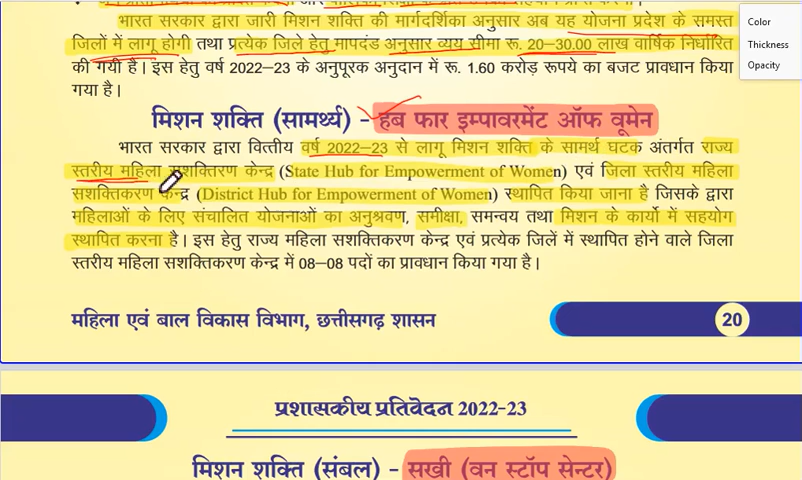 भारत सरकार द्वारा जारी मिशन शक्ति की मार्गदर्शिका अनुसार अब यह योजना प्रदेश के समस्त
जिलों में लागू होगी तथा प्रत्येक जिले हेतु मापदंड अनुसार व्यय सीमा रू. 20–30.00 लाख वार्षिक निर्धारित
की गयी है। इस हेतु वर्ष 2022–23 के अनुपूरक अनुदान में रू. 1.60 करोड़ रूपये का बजट प्रावधान किया
गया है।
मिशन शक्ति (सामर्थ्य) - हब फार इम्पावरमेंट ऑफ वूमेन
भारत सरकार द्वारा वित्तीय वर्ष 2022–23 से लागू मिशन शक्ति के सामर्थ घटक अंतर्गत राज्य
स्तरीय महिला सशक्तिरण केन्द्र (State Hub for Empowerment of Women) एवं जिला स्तरीय महिला
सशक्तिकरण केन्द्र (District Hub for Empowerment of Women) स्थापित किया जाना है जिसके द्वारा
महिलाओं के लिए संचालित योजनाओं का अनुश्रवण, समीक्षा, समन्वय तथा मिशन के कार्यो में सहयोग
स्थापित करना है। इस हेतु राज्य महिला सशक्तिकरण केन्द्र एवं प्रत्येक जिलें में स्थापित होने वाले जिला
स्तरीय महिला सशक्तिकरण केन्द्र में 08–08 पदों का प्रावधान किया गया है।
महिला एवं बाल विकास विभाग, छत्तीसगढ़ शासन
20
प्रशासकीय प्रतिवेदन 2022-23
मिशन शक्ति (संबल) - सखी (वन स्टॉप सेन्टर)
Color
Thickness
Opacity